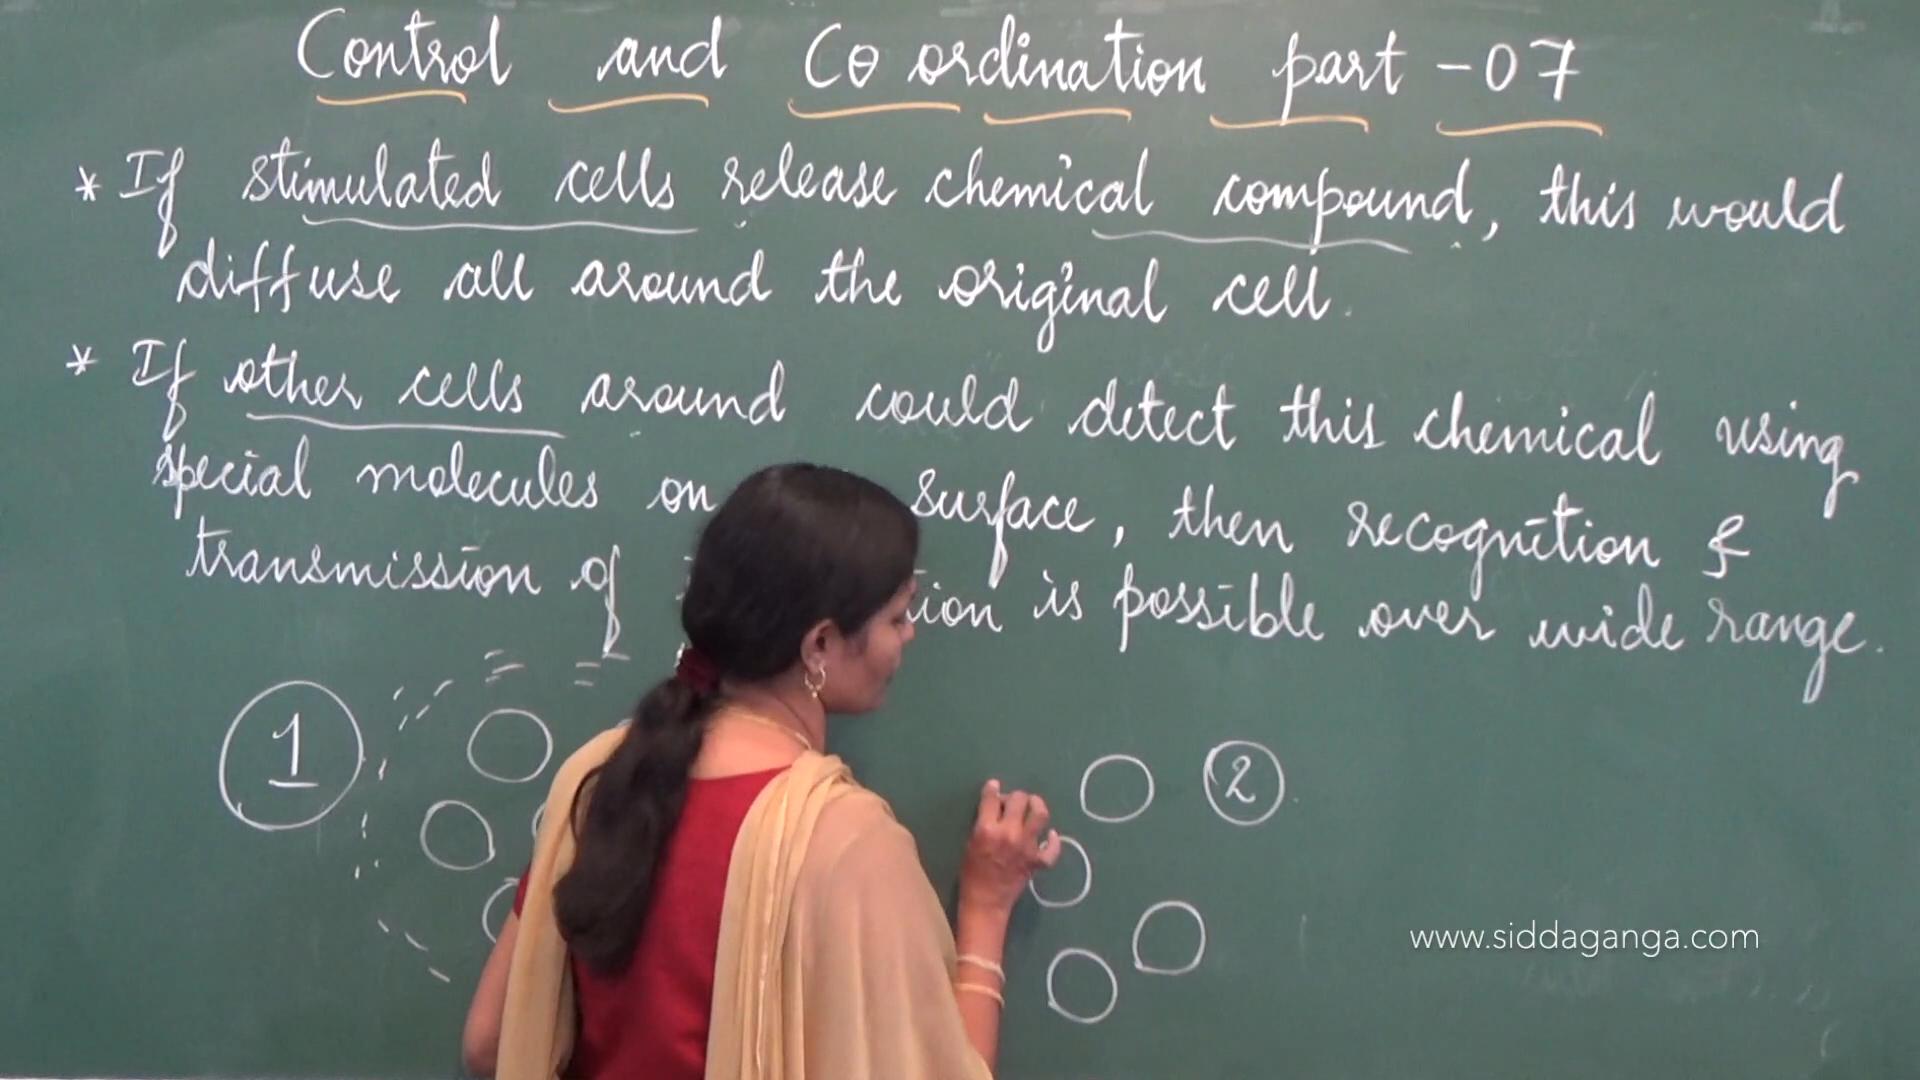 Control and Co ordination part - 07
* If stimulated cells release chemical compound, this would
diffuse all around the original cell.
* If other cells around could detect this chemical using
special molecules on surface, then recognition &
transmission of is possible over wide range.
1
2
www.siddaganga.com